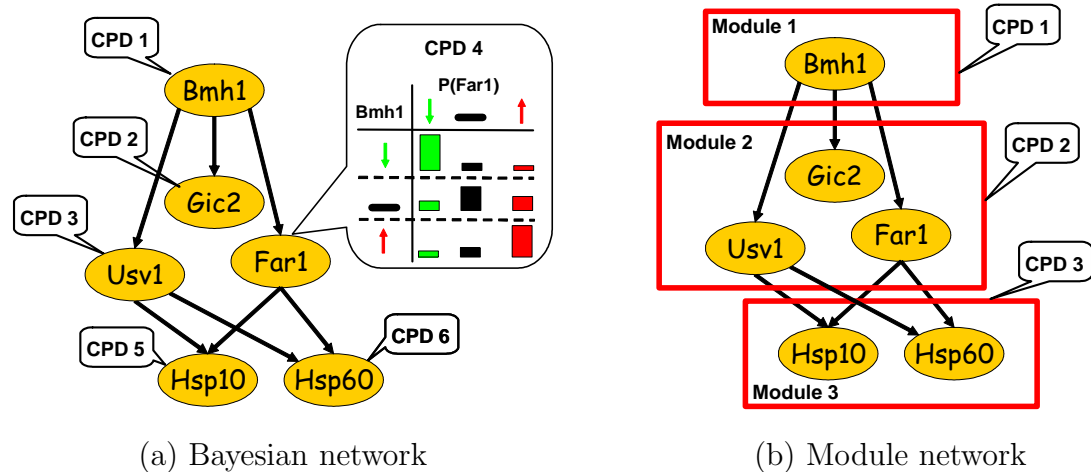 CPD 1
Bmh1
CPD 2
Gic2
CPD 3
Usv1
Far1
CPD 4
P(Far1)
Bmh1
CPD 5
Hsp10
CPD 6
Hsp60
(a) Bayesian network
Module 1
CPD 1
Bmh1
Module 2
CPD 2
Gic2
Usv1
Far1
CPD 3
Hsp10
Hsp60
Module 3
(b) Module network